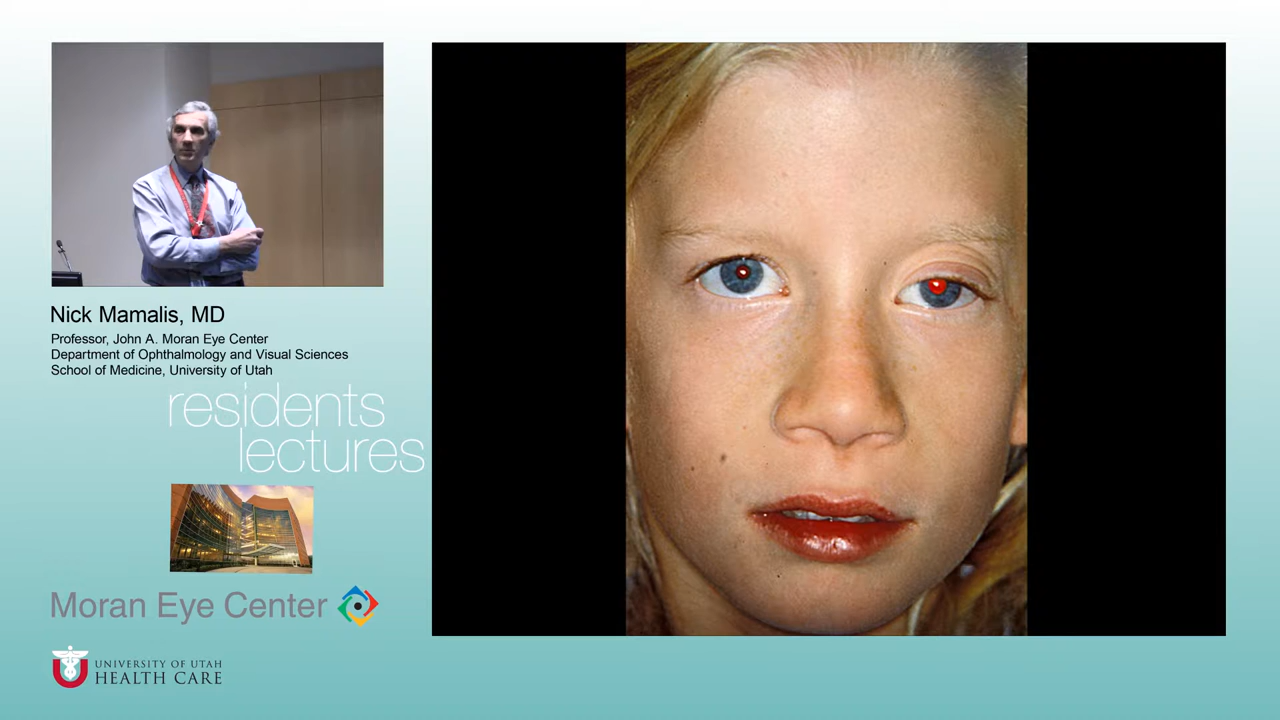 Nick Mamalis, MD
Professor, John A. Moran Eye Center
Department of Ophthalmology and Visual Sciences
School of Medicine, University of Utah
residents
lectures
Moran Eye Center
UNIVERSITY OF UTAH
HEALTH CARE